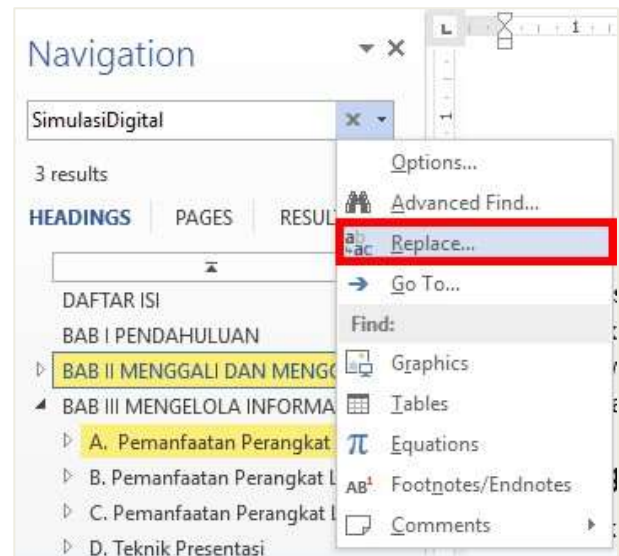 Navigation
SimulasiDigital
3 results
HEADINGS PAGES RESUL
DAFTAR ISI
BAB I PENDAHULUAN
BAB II MENGGALI DAN MENGG
BAB III MENGELOLA INFORMA
A. Pemanfaatan Perangkat
B. Pemanfaatan Perangkat L
C. Pemanfaatan Perangkat L
D. Teknik Presentasi
Options...
Advanced Find...
Replace...
Go To...
Find:
Graphics
Tables
Equations
Footnotes/Endnotes
Comments
L
1
1